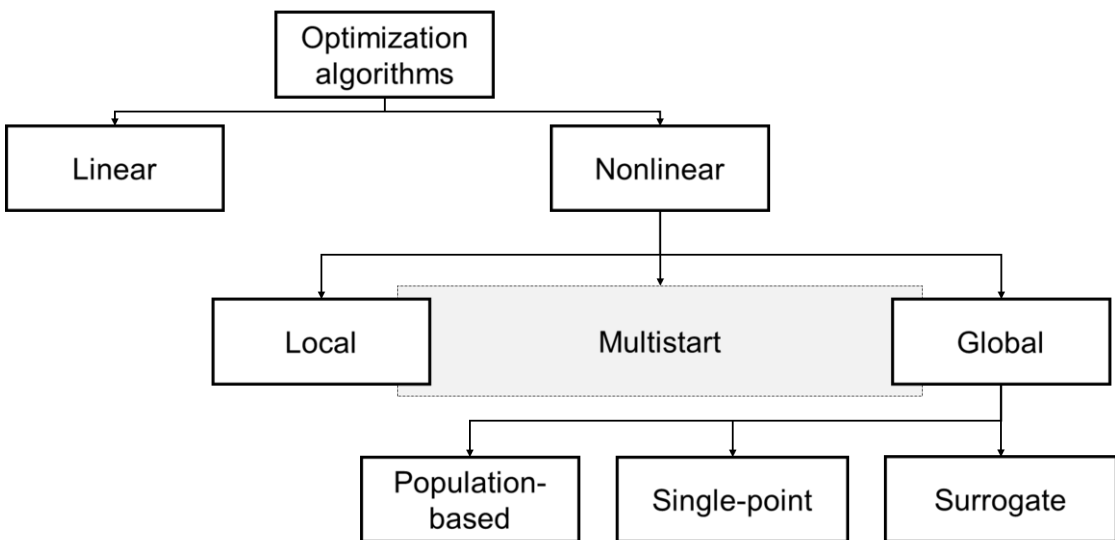 Optimization
algorithms
Linear
Nonlinear
Local
Multistart
Global
Population-
based
Single-point
Surrogate